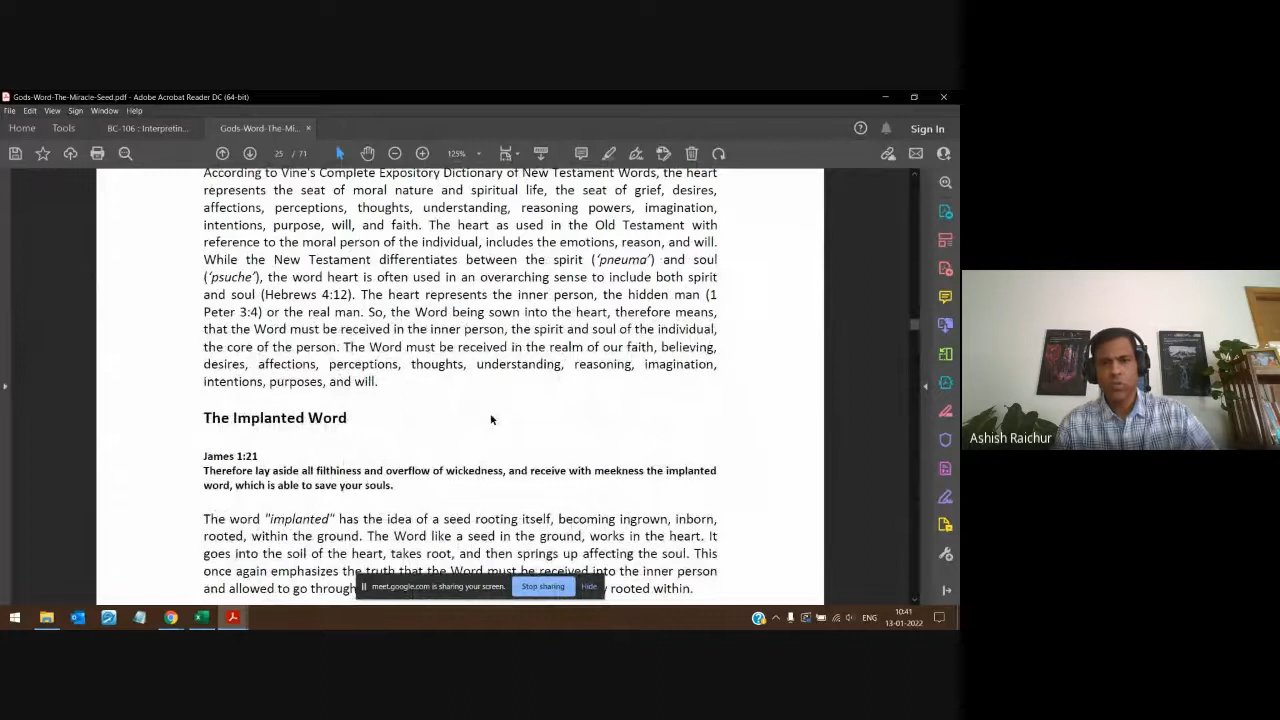 Gods-Word-The-Miracle-Seed.pdf - Adobe Acrobat Reader DC (64-bit)
File Edit View Sign Window Help
Home Tools BC-106 : Interpretin... Gods-Word-The-Mi... × Sign In
25 / 71 125%
According to Vine's Complete Expository Dictionary of New Testament Words, the heart
represents the seat of moral nature and spiritual life, the seat of grief, desires,
affections, perceptions, thoughts, understanding, reasoning powers, imagination,
intentions, purpose, will, and faith. The heart as used in the Old Testament with
reference to the moral person of the individual, includes the emotions, reason, and will.
While the New Testament differentiates between the spirit ('pneuma') and soul
('psuche'), the word heart is often used in an overarching sense to include both spirit
and soul (Hebrews 4:12). The heart represents the inner person, the hidden man (1
Peter 3:4) or the real man. So, the Word being sown into the heart, therefore means,
that the Word must be received in the inner person, the spirit and soul of the individual,
the core of the person. The Word must be received in the realm of our faith, believing,
desires, affections, perceptions, thoughts, understanding, reasoning, imagination,
intentions, purposes, and will.
The Implanted Word
James 1:21
Therefore lay aside all filthiness and overflow of wickedness, and receive with meekness the implanted
word, which is able to save your souls.
The word "implanted" has the idea of a seed rooting itself, becoming ingrown, inborn,
rooted, within the ground. The Word like a seed in the ground, works in the heart. It
goes into the soil of the heart, takes root, and then springs up affecting the soul. This
once again emphasizes the truth that the Word must be received into the inner person
and allowed to go through
rooted within.
meet.google.com is sharing your screen. Stop sharing Hide
ENG 10:41
13-01-2022
Ashish Raichur